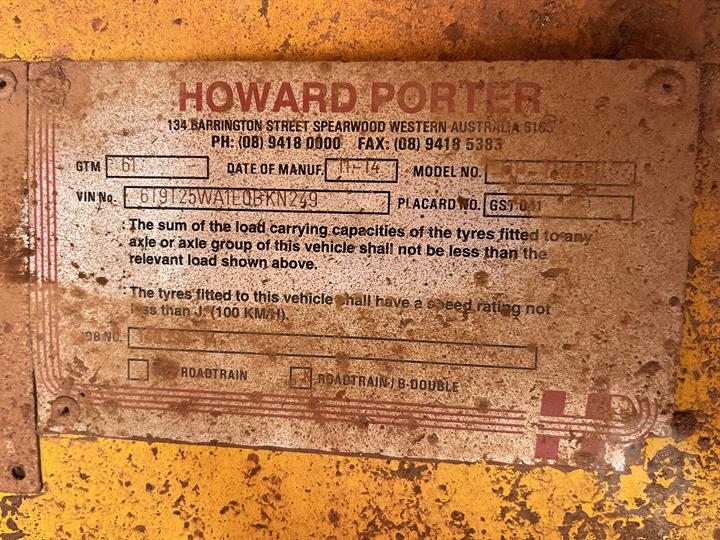 HOWARD PORTER
134 BARRINGTON STREET SPEARWOOD WESTERN AUSTRALIA 6163
PH: (08) 9418 0000 FAX: (08) 9418 5383
GTM 61 DATE OF MANUF. 11-14 MODEL NO.
VIN No. 6T9T25WA1E0BKN249 PLACARD NO. GST 041
: The sum of the load carrying capacities of the tyres fitted to any
axle or axle group of this vehicle shall not be less than the
relevant load shown above.
: The tyres fitted to this vehicle shall have a speed rating not
less than J. (100 KM/H).
JOB NO.
ROADTRAIN ROADTRAIN / B-DOUBLE
HP